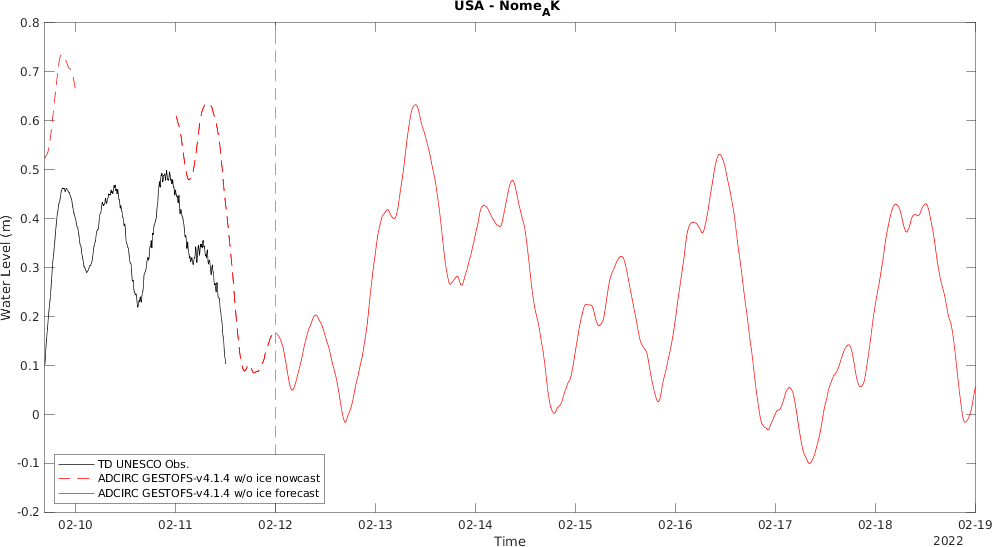 USA - Nome_AK
0.8
0.7
0.6
0.5
0.4
0.3
0.2
0.1
0
-0.1
-0.2
Water Level (m)
TD UNESCO Obs.
ADCIRC GESTOFS-v4.1.4 w/o ice nowcast
ADCIRC GESTOFS-v4.1.4 w/o ice forecast
02-10 02-11 02-12 02-13 02-14 02-15 02-16 02-17 02-18 02-19
Time
2022